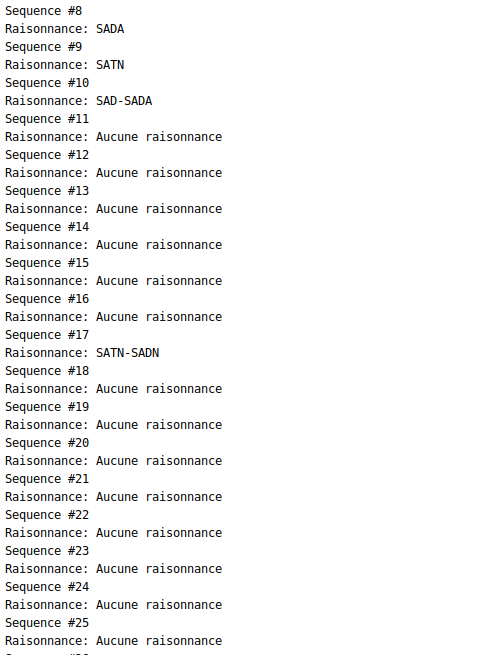 Sequence #8
Raisonnance: SADA
Sequence #9
Raisonnance: SATN
Sequence #10
Raisonnance: SAD-SADA
Sequence #11
Raisonnance: Aucune raisonnance
Sequence #12
Raisonnance: Aucune raisonnance
Sequence #13
Raisonnance: Aucune raisonnance
Sequence #14
Raisonnance: Aucune raisonnance
Sequence #15
Raisonnance: Aucune raisonnance
Sequence #16
Raisonnance: Aucune raisonnance
Sequence #17
Raisonnance: SATN-SADN
Sequence #18
Raisonnance: Aucune raisonnance
Sequence #19
Raisonnance: Aucune raisonnance
Sequence #20
Raisonnance: Aucune raisonnance
Sequence #21
Raisonnance: Aucune raisonnance
Sequence #22
Raisonnance: Aucune raisonnance
Sequence #23
Raisonnance: Aucune raisonnance
Sequence #24
Raisonnance: Aucune raisonnance
Sequence #25
Raisonnance: Aucune raisonnance